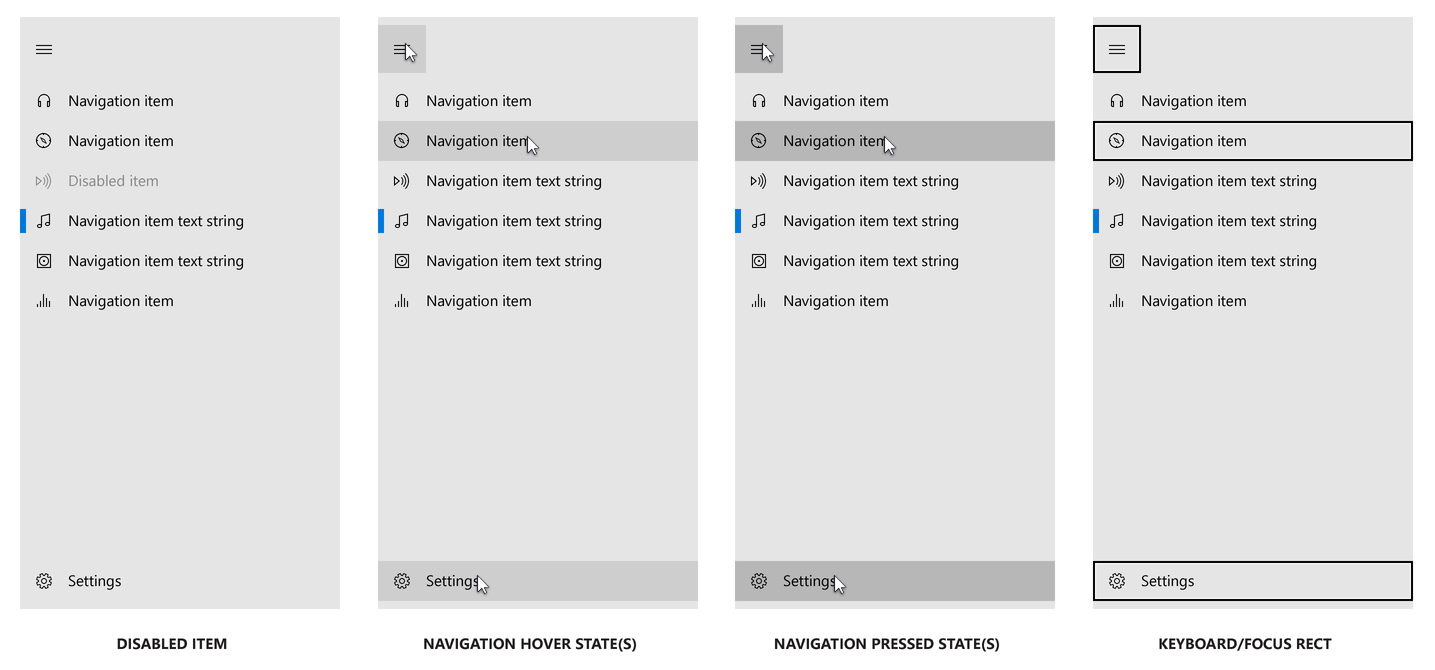 Navigation item
Navigation item
Disabled item
Navigation item text string
Navigation item text string
Navigation item
Settings
DISABLED ITEM
Navigation item
Navigation item
Navigation item text string
Navigation item text string
Navigation item text string
Navigation item
Settings
NAVIGATION HOVER STATE(S)
Navigation item
Navigation item
Navigation item text string
Navigation item text string
Navigation item text string
Navigation item
Settings
NAVIGATION PRESSED STATE(S)
Navigation item
Navigation item
Navigation item text string
Navigation item text string
Navigation item text string
Navigation item
Settings
KEYBOARD/FOCUS RECT